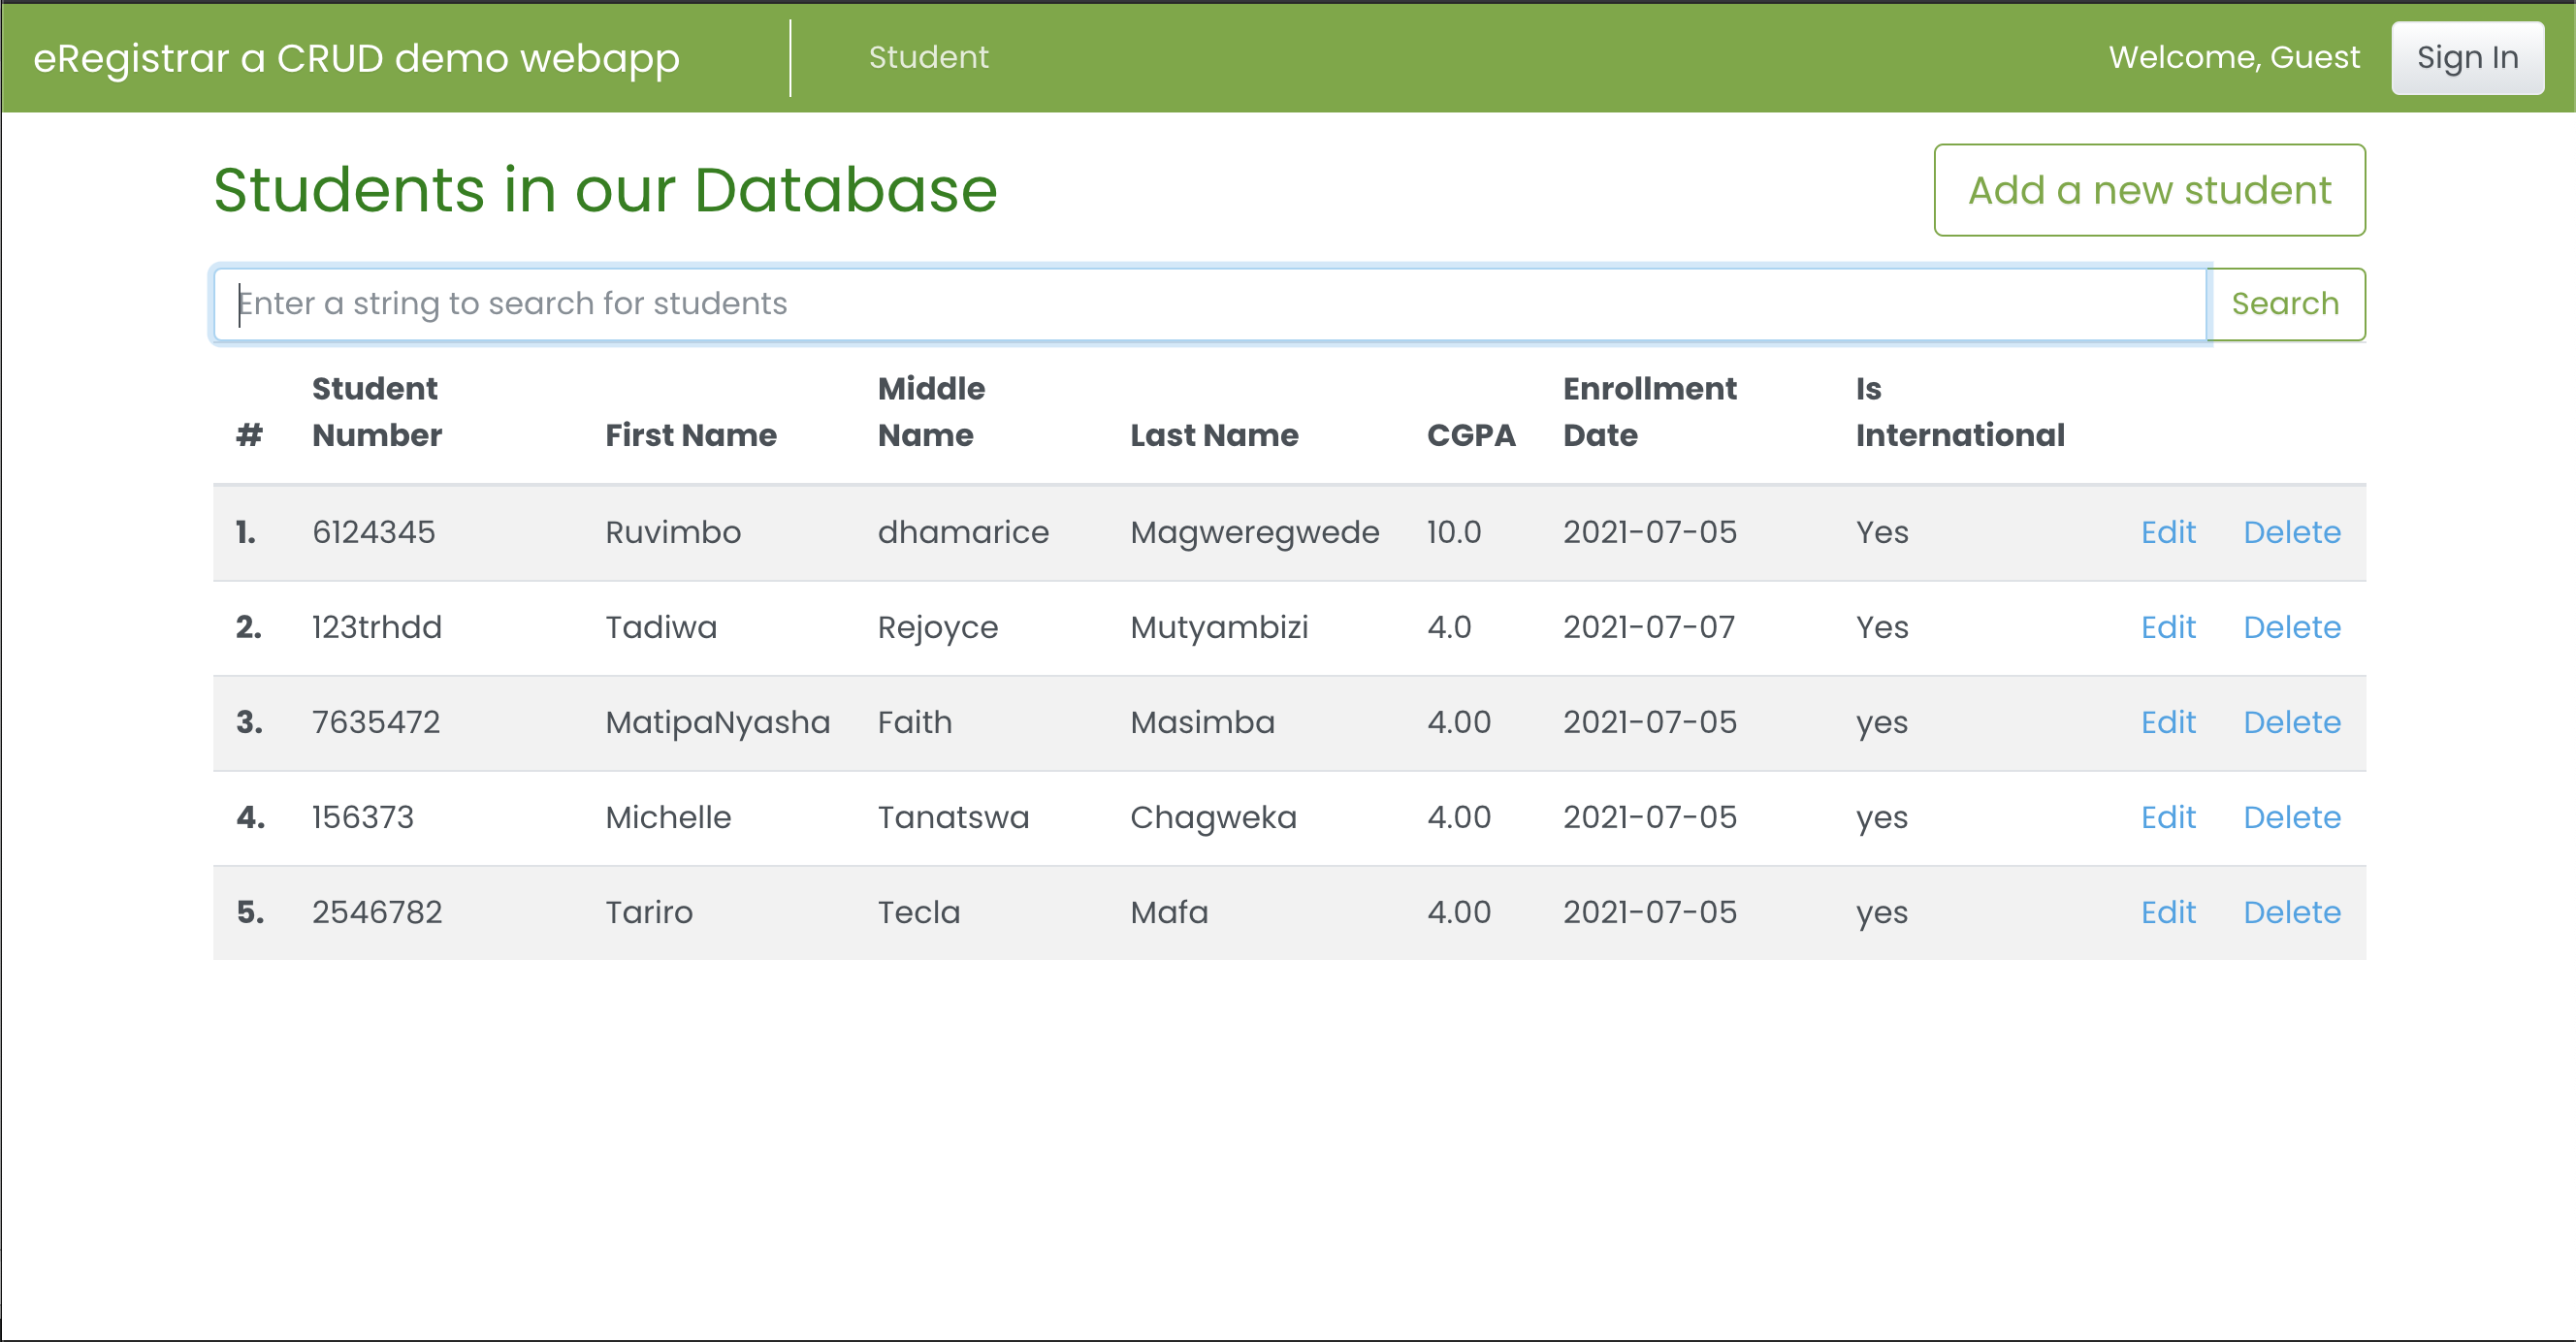 eRegistrar a CRUD demo webapp Student Welcome, Guest Sign In
Students in our Database Add a new student
Enter a string to search for students Search
# Student Number First Name Middle Name Last Name CGPA Enrollment Date Is International
1. 6124345 Ruvimbo dhamarice Magweregwede 10.0 2021-07-05 Yes Edit Delete
2. 123trhdd Tadiwa Rejoyce Mutyambizi 4.0 2021-07-07 Yes Edit Delete
3. 7635472 MatipaNyasha Faith Masimba 4.00 2021-07-05 yes Edit Delete
4. 156373 Michelle Tanatswa Chagweka 4.00 2021-07-05 yes Edit Delete
5. 2546782 Tariro Tecla Mafa 4.00 2021-07-05 yes Edit Delete